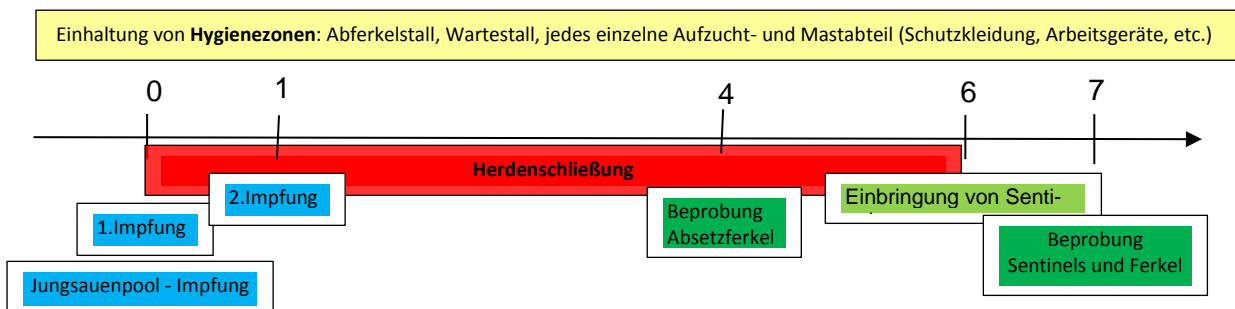 Einhaltung von Hygienezonen: Abferkelstall, Wartestall, jedes einzelne Aufzucht- und Mastabteil (Schutzkleidung, Arbeitsgeräte, etc.)
0 1 4 6 7
Herdenschließung
2.Impfung
1.Impfung
Jungsauenpool - Impfung
Beprobung
Absetzferkel
Einbringung von Senti-
Beprobung
Sentinels und Ferkel